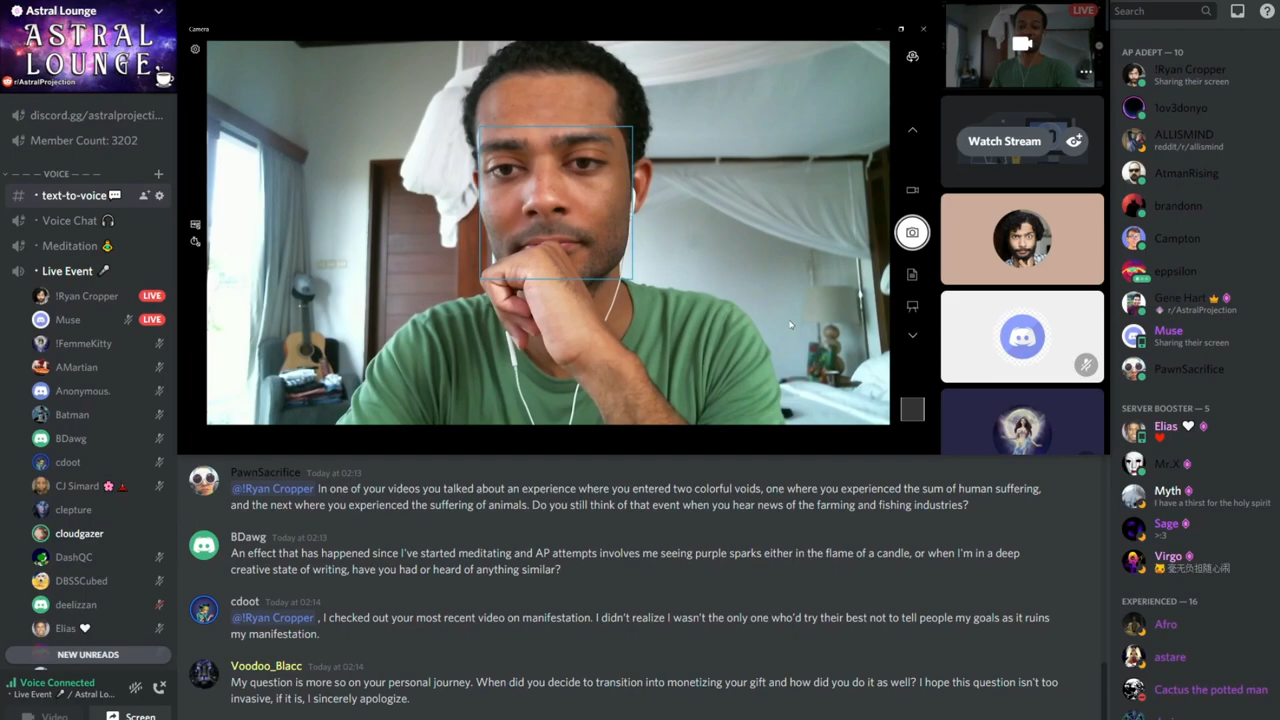 Astral Lounge
ASTRAL
LOUNGE
r/AstralProjection
discord.gg/astralprojecti...
Member Count: 3202
VOICE
text-to-voice
Voice Chat
Meditation
Live Event
!Ryan Cropper
LIVE
Muse
LIVE
!FemmeKitty
AMartian
Anonymous.
Batman
BDawg
cdoot
CJ Simard
clepture
cloudgazer
DashQC
DBSSCubed
deelizzan
Elias
NEW UNREADS
Voice Connected
Live Event / Astral Lo...
Video
Screen
Camera
LIVE
Watch Stream
PawnSacrifice Today at 02:13
@!Ryan Cropper In one of your videos you talked about an experience where you entered two colorful voids, one where you experienced the sum of human suffering,
and the next where you experienced the suffering of animals. Do you still think of that event when you hear news of the farming and fishing industries?
BDawg Today at 02:13
An effect that has happened since I've started meditating and AP attempts involves me seeing purple sparks either in the flame of a candle, or when I'm in a deep
creative state of writing, have you had or heard of anything similar?
cdoot Today at 02:14
@!Ryan Cropper , I checked out your most recent video on manifestation. I didn't realize I wasn't the only one who'd try their best not to tell people my goals as it ruins
my manifestation.
Voodoo_Blacc Today at 02:14
My question is more so on your personal journey. When did you decide to transition into monetizing your gift and how did you do it as well? I hope this question isn't too
invasive, if it is, I sincerely apologize.
Search
AP ADEPT — 10
!Ryan Cropper
Sharing their screen
1ov3donyo
ALLISMIND
reddit/r/allismind
AtmanRising
brandonn
Campton
eppsilon
Gene Hart
r/AstralProjection
Muse
Sharing their screen
PawnSacrifice
SERVER BOOSTER — 5
Elias
Mr.X
Myth
I have a thirst for the holy spirit
Sage
>:3
Virgo
EXPERIENCED — 16
Afro
astare
Cactus the potted man